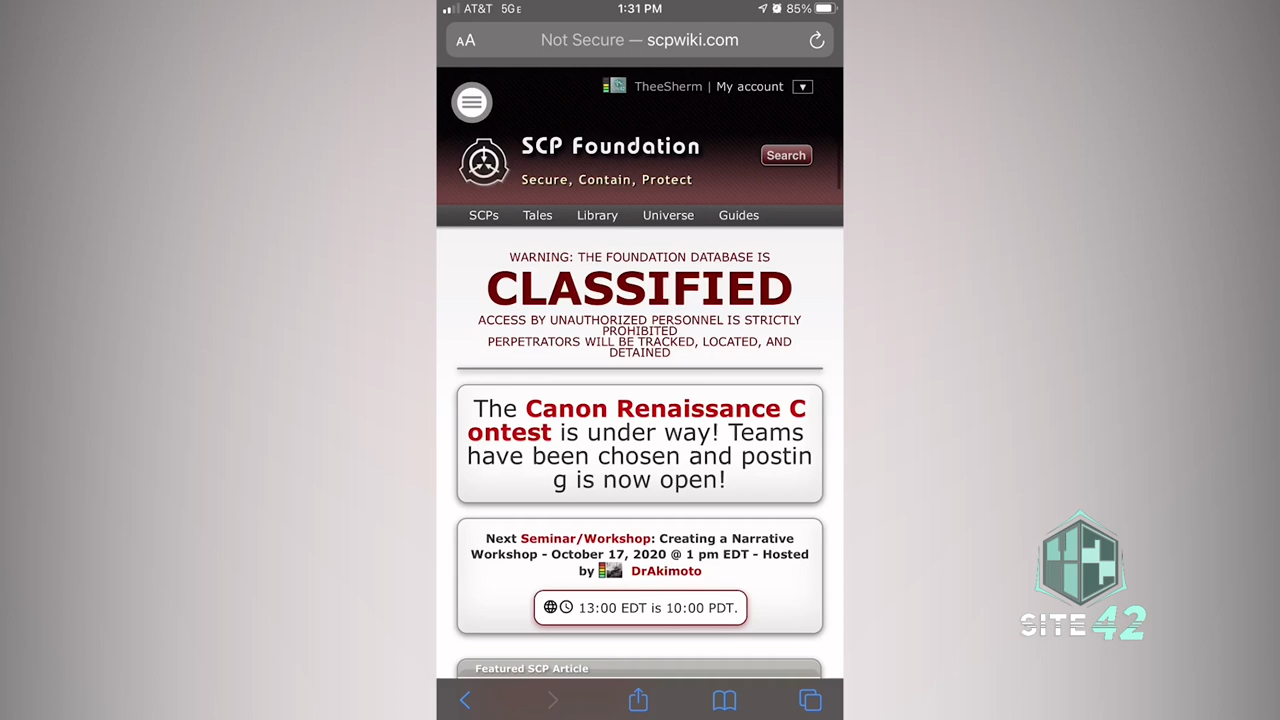 AT&T 5GE 1:31 PM 85%
AA Not Secure — scpwiki.com
TheeSherm | My account ▼
SCP Foundation
Search
Secure, Contain, Protect
SCPs Tales Library Universe Guides
WARNING: THE FOUNDATION DATABASE IS
CLASSIFIED
ACCESS BY UNAUTHORIZED PERSONNEL IS STRICTLY
PROHIBITED
PERPETRATORS WILL BE TRACKED, LOCATED, AND
DETAINED
The Canon Renaissance C
ontest is under way! Teams
have been chosen and postin
g is now open!
Next Seminar/Workshop: Creating a Narrative
Workshop - October 17, 2020 @ 1 pm EDT - Hosted
by DrAkimoto
13:00 EDT is 10:00 PDT.
Featured SCP Article
SITE 42